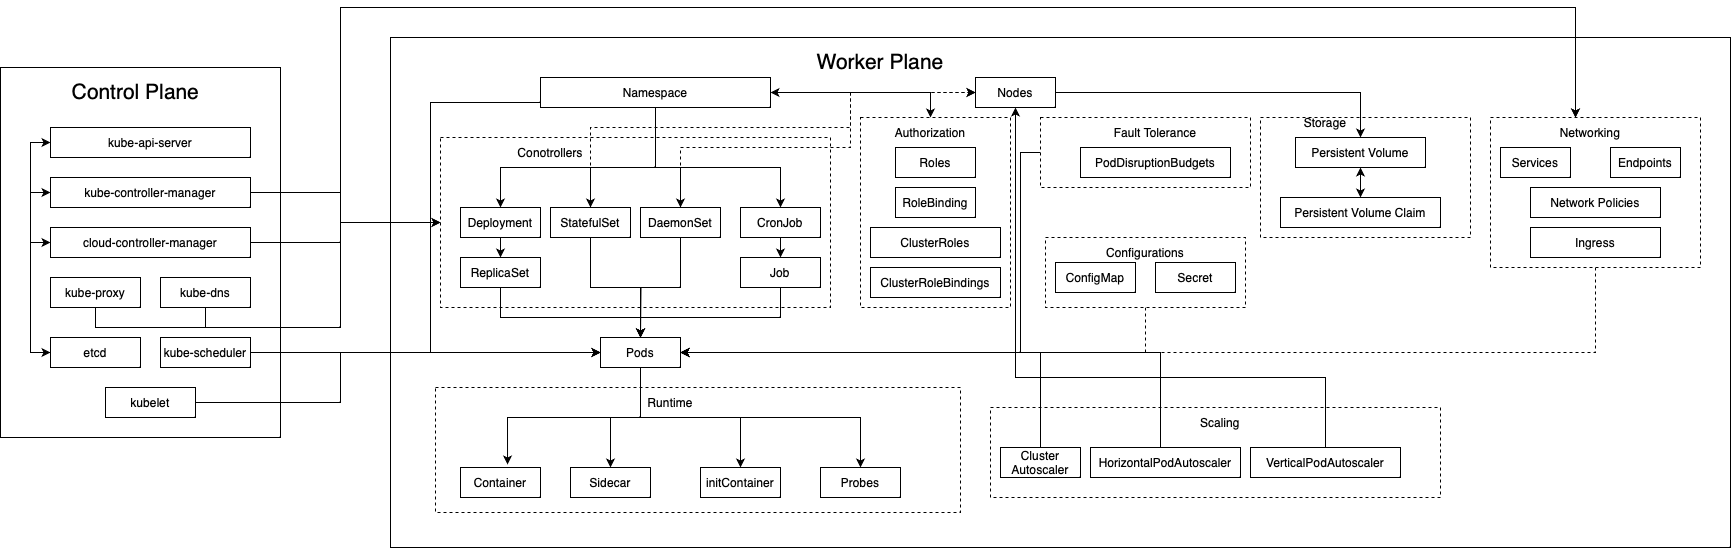 Control Plane
kube-api-server
kube-controller-manager
cloud-controller-manager
kube-proxy
kube-dns
etcd
kube-scheduler
kubelet
Worker Plane
Namespace
Nodes
Conotrollers
Deployment
StatefulSet
DaemonSet
CronJob
ReplicaSet
Job
Authorization
Roles
RoleBinding
ClusterRoles
ClusterRoleBindings
Fault Tolerance
PodDisruptionBudgets
Configurations
ConfigMap
Secret
Storage
Persistent Volume
Persistent Volume Claim
Networking
Services
Endpoints
Network Policies
Ingress
Pods
Runtime
Container
Sidecar
initContainer
Probes
Scaling
Cluster
Autoscaler
HorizontalPodAutoscaler
VerticalPodAutoscaler